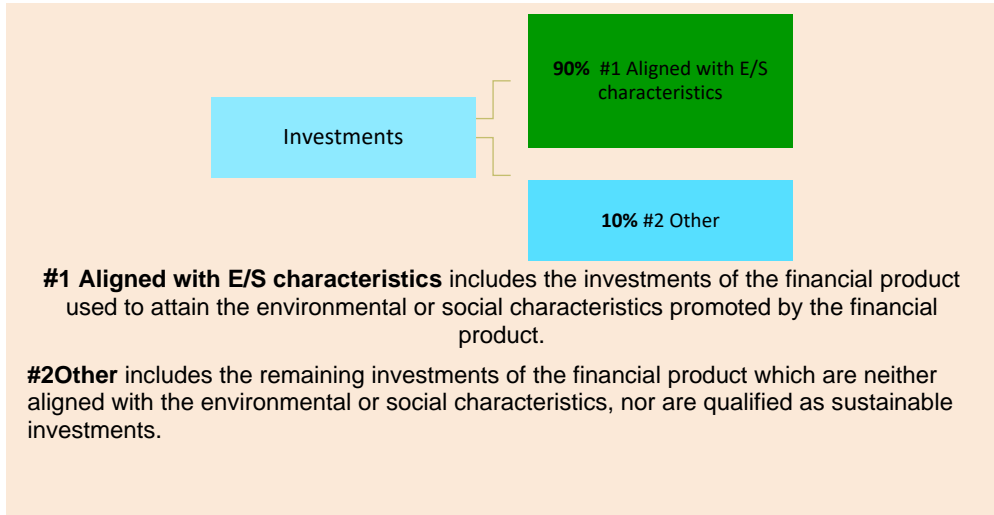 90% #1 Aligned with E/S
characteristics
Investments
10% #2 Other
#1 Aligned with E/S characteristics includes the investments of the financial product
used to attain the environmental or social characteristics promoted by the financial
product.
#2Other includes the remaining investments of the financial product which are neither
aligned with the environmental or social characteristics, nor are qualified as sustainable
investments.